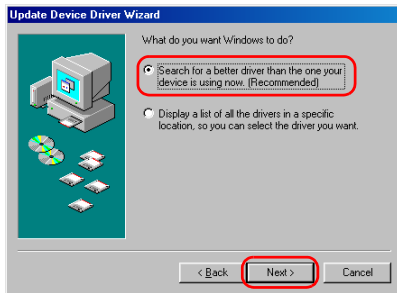 Update Device Driver Wizard
What do you want Windows to do?
Search for a better driver than the one your
device is using now. (Recommended)
Display a list of all the drivers in a specific
location, so you can select the driver you want.
< Back Next > Cancel